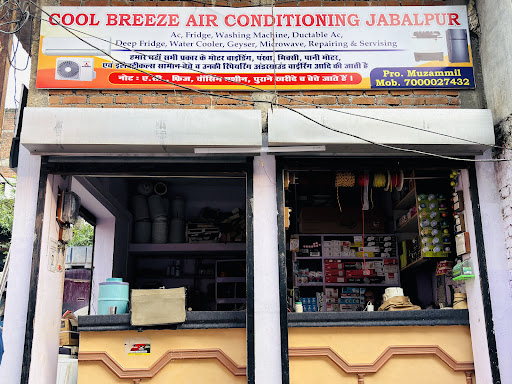 COOL BREEZE AIR CONDITIONING JABALPUR
Ac, Fridge, Washing Machine, Ductable Ac,
Deep Fridge, Water Cooler, Geyser, Microwave, Repairing & Servising
हमारे यहाँ सभी प्रकार के मोटर वाईडिंग, पंखा, मिक्सी, पानी मोटर,
एवं इलेक्ट्रीकल्स सामान बेचे व उनकी रिपेयरिंग अंडरग्राउंड वाईरिंग आदि की जाती है
नोट : ए.सी., फ्रिज, वॉशिंग मशीन, पुराने खरीदे व बेचे जाते हैं ।
Pro. Muzammil
Mob. 7000027432